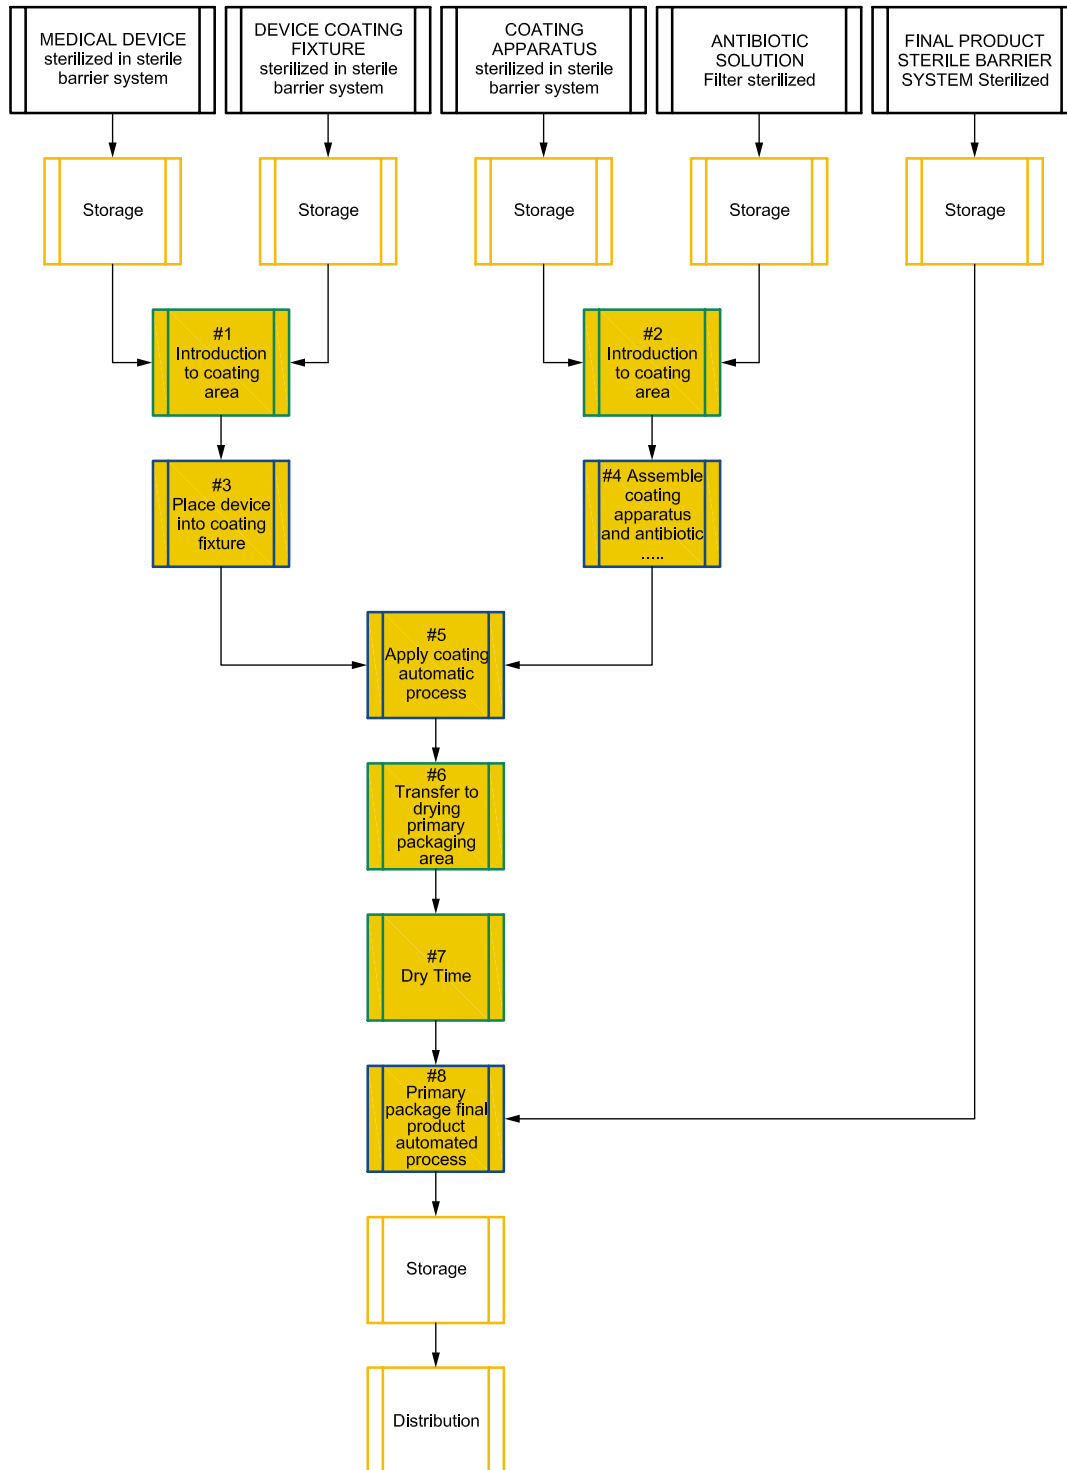 MEDICAL DEVICE
sterilized in sterile
barrier system
DEVICE COATING
FIXTURE
sterilized in sterile
barrier system
COATING
APPARATUS
sterilized in sterile
barrier system
ANTIBIOTIC
SOLUTION
Filter sterilized
FINAL PRODUCT
STERILE BARRIER
SYSTEM Sterilized
Storage
Storage
Storage
Storage
Storage
#1
Introduction
to coating
area
#2
Introduction
to coating
area
#3
Place device
into coating
fixture
#4 Assemble
coating
apparatus
and antibiotic
.....
#5
Apply coating
automatic
process
#6
Transfer to
drying
primary
packaging
area
#7
Dry Time
#8
Primary
package final
product
automated
process
Storage
Distribution